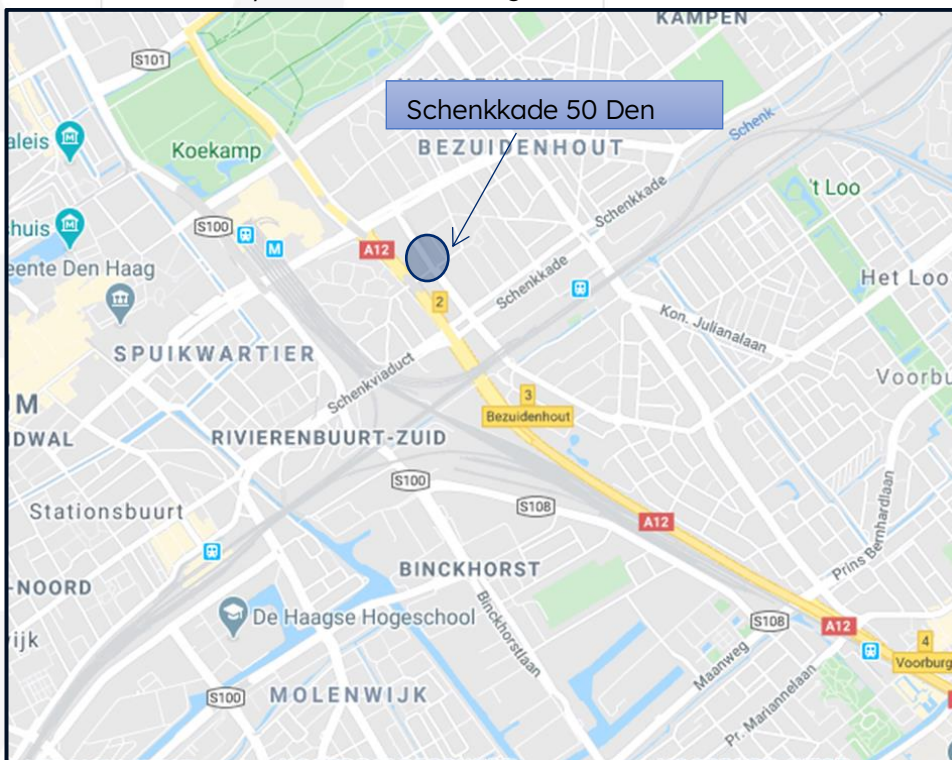 KAMPEN
S101
Schenkkade 50 Den
aleis
Koekamp
BEZUIDENHOUT
Schenk
't Loo
Schenkkade
huis
S100
M
A12
eente Den Haag
Schenkkade
Het Loo
2
Kon. Julianalaan
SPUIKWARTIER
Schenkviaduct
Voorbu
3
M
Bezuidenhout
DWAL
RIVIERENBUURT-ZUID
S100
S108
Stationsbuurt
A12
Prins Bernhardlaan
-NOORD
BINCKHORST
De Haagse Hogeschool
Binckhorstlaan
S108
A12
ijk
4
Voorburg
Maanweg
S100
MOLENWIJK
Pr. Mariannelaan